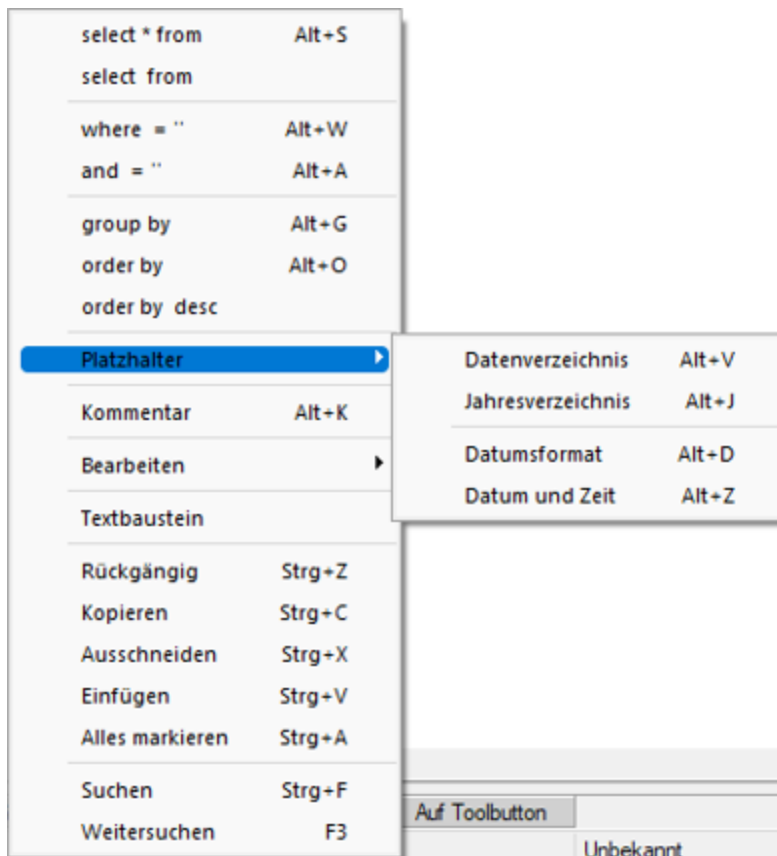 select * from Alt+S
select from
where = '' Alt+W
and = '' Alt+A
group by Alt+G
order by Alt+O
order by desc
Platzhalter
Kommentar Alt+K
Bearbeiten
Textbaustein
Rückgängig Strg+Z
Kopieren Strg+C
Ausschneiden Strg+X
Einfügen Strg+V
Alles markieren Strg+A
Suchen Strg+F
Weitersuchen F3
Datenverzeichnis Alt+V
Jahresverzeichnis Alt+J
Datumsformat Alt+D
Datum und Zeit Alt+Z
Auf Toolbutton
Unbekannt